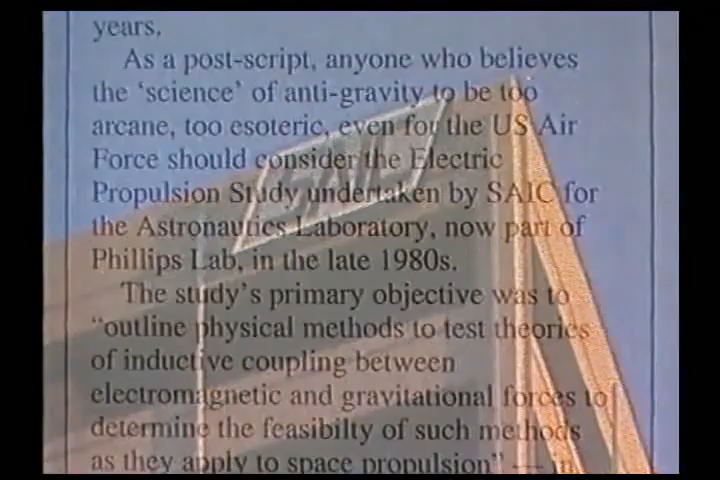 years.
As a post-script, anyone who believes
the ‘science’ of anti-gravity to be too
arcane, too esoteric, even for the US Air
Force should consider the Electric
Propulsion Study undertaken by SAIC for
the Astronautics Laboratory, now part of
Phillips Lab, in the late 1980s.
The study’s primary objective was to
“outline physical methods to test theories
of inductive coupling between
electromagnetic and gravitational forces to
determine the feasibilty of such methods
as they apply to space propulsion” — in
SAIC